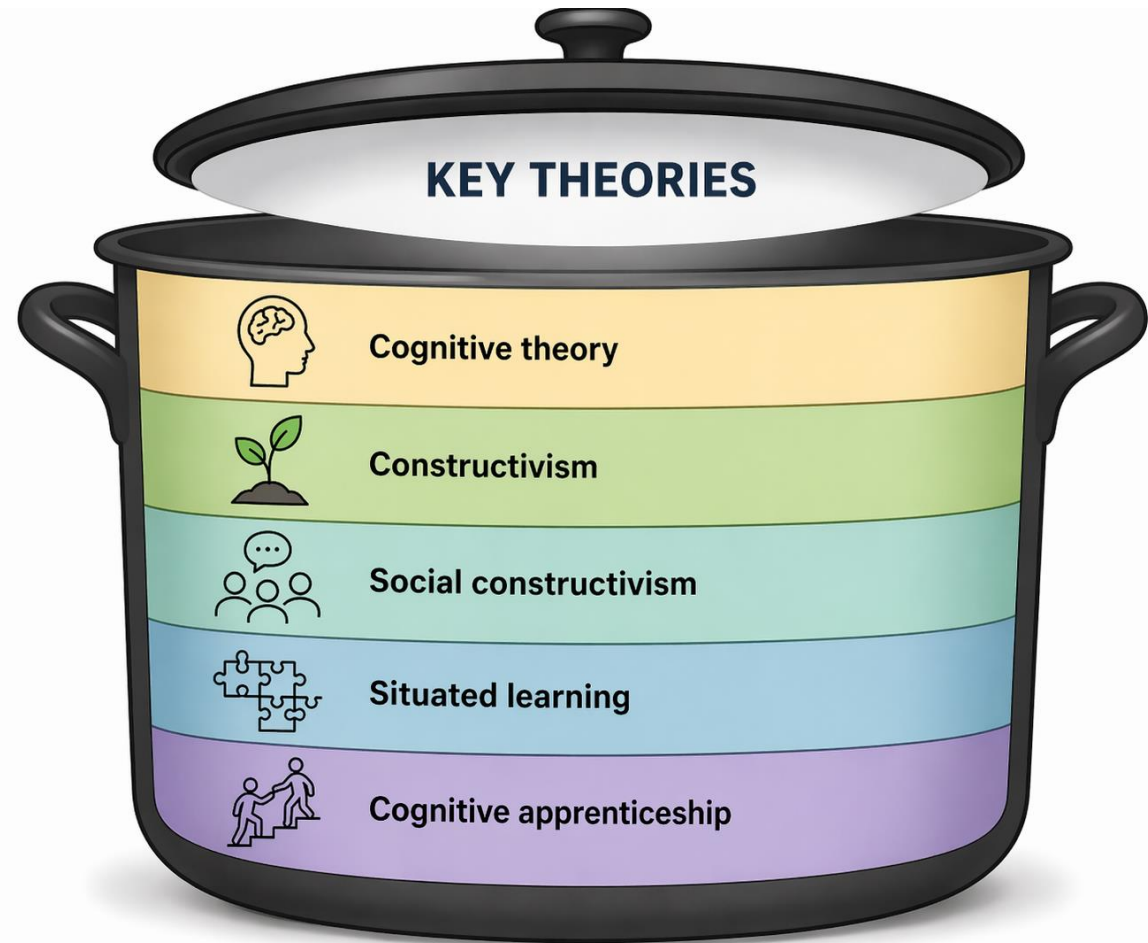 KEY THEORIES
Cognitive theory
Constructivism
Social constructivism
Situated learning
Cognitive apprenticeship